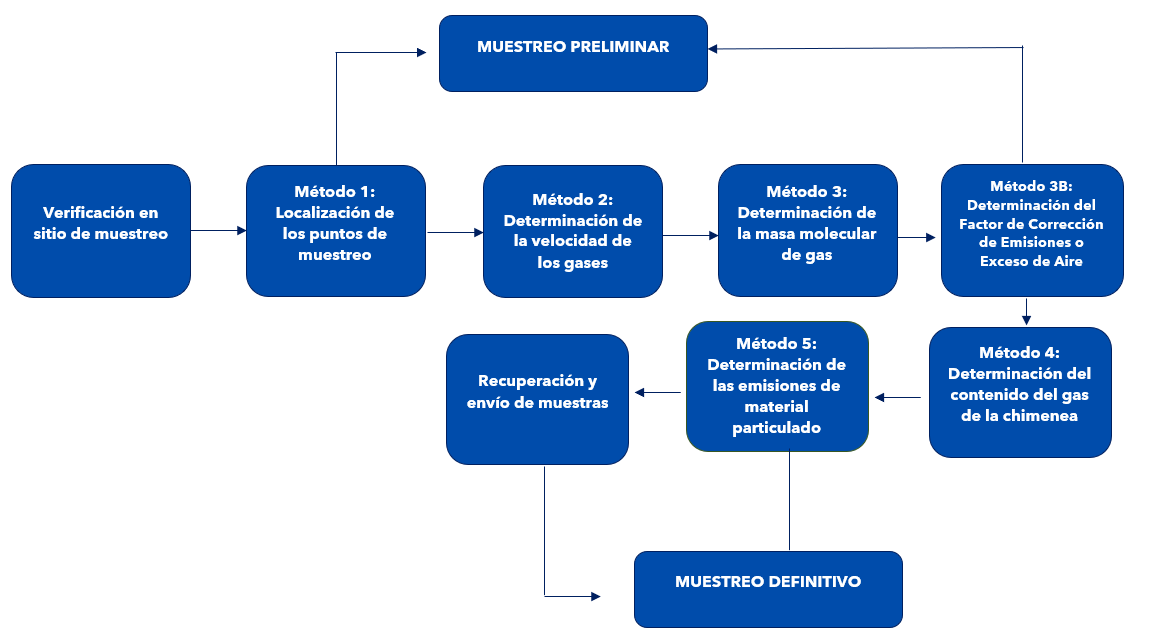 MUESTREO PRELIMINAR
Verificación en
sitio de muestreo
Método 1:
Localización de
los puntos de
muestreo
Método 2:
Determinación de
la velocidad de
los gases
Método 3:
Determinación de
la masa molecular
de gas
Método 3B:
Determinación del
Factor de Corrección
de Emisiones o
Exceso de Aire
Método 4:
Determinación del
contenido del gas
de la chimenea
Método 5:
Determinación de
las emisiones de
material
particulado
Recuperación y
envío de muestras
MUESTREO DEFINITIVO